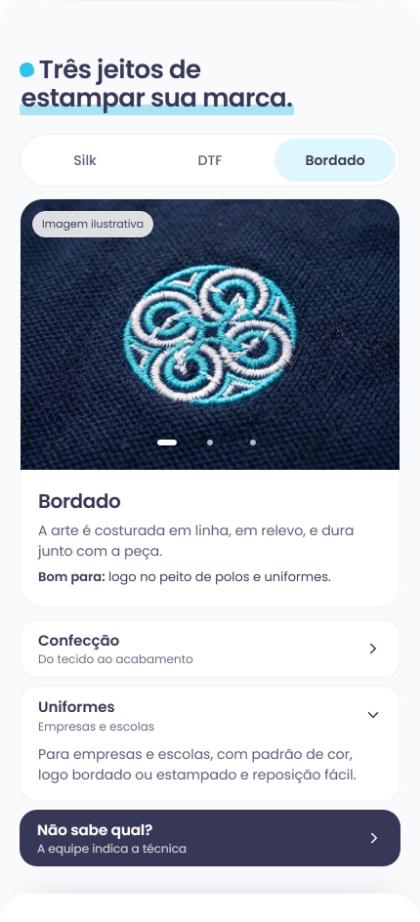 Três jeitos de
estampar sua marca.
Silk
DTF
Bordado
Imagem ilustrativa
Bordado
A arte é costurada em linha, em relevo, e dura
junto com a peça.
Bom para: logo no peito de polos e uniformes.
Confecção
Do tecido ao acabamento
Uniformes
Empresas e escolas
Para empresas e escolas, com padrão de cor,
logo bordado ou estampado e reposição fácil.
Não sabe qual?
A equipe indica a técnica